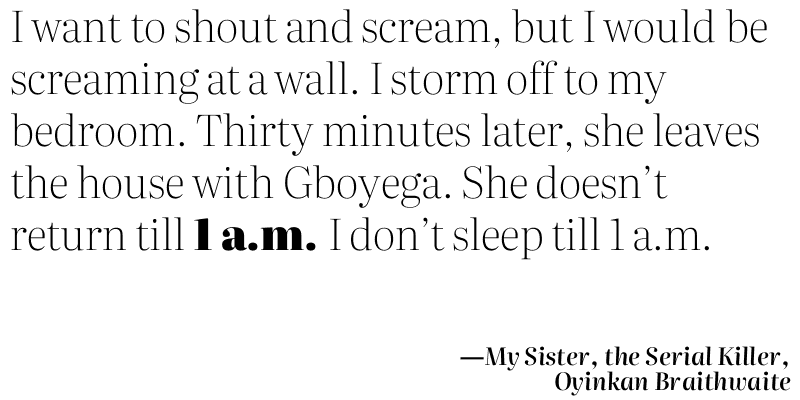 I want to shout and scream, but I would be
screaming at a wall. I storm off to my
bedroom. Thirty minutes later, she leaves
the house with Gboyega. She doesn’t
return till 1 a.m. I don’t sleep till 1 a.m.
—My Sister, the Serial Killer,
Oyinkan Braithwaite